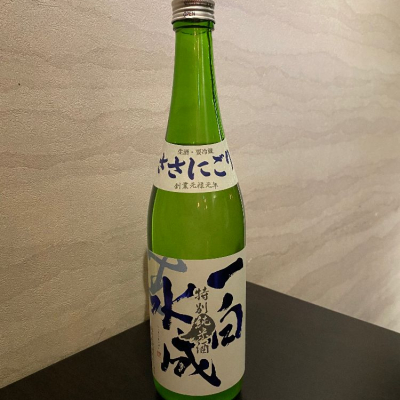 生酒・要冷蔵
ささにごり
創業元禄元年
一白
水成
特別純米酒